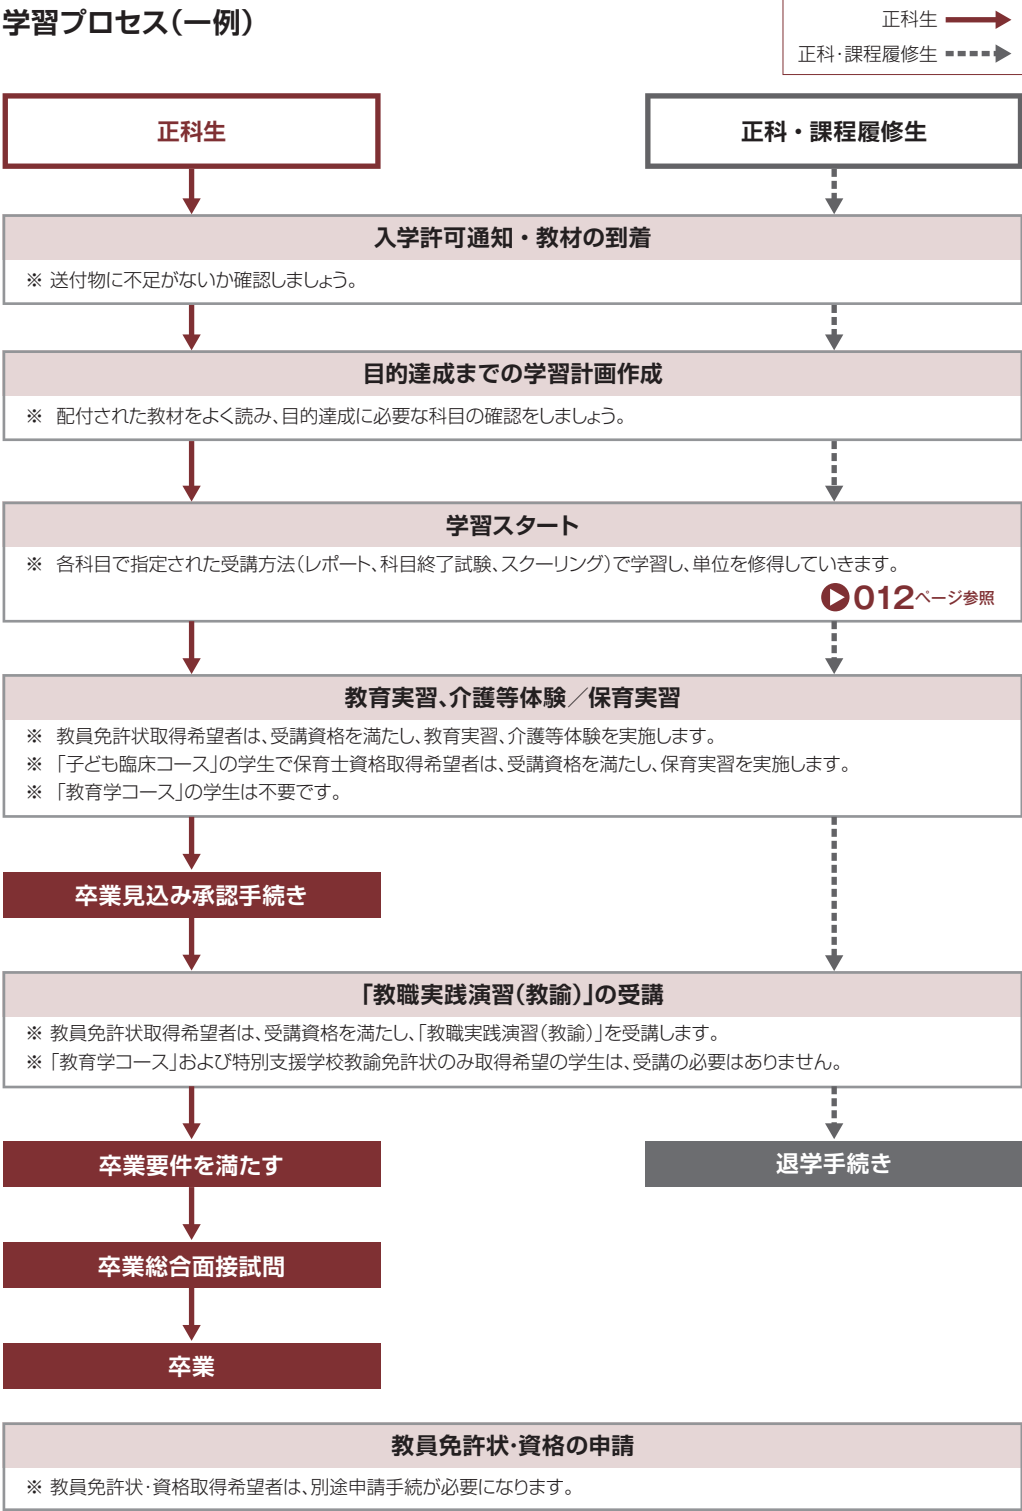 学習プロセス（一例）
正科生
正科・課程履修生
正科生
正科・課程履修生
入学許可通知・教材の到着
※ 送付物に不足がないか確認しましょう。
目的達成までの学習計画作成
※ 配付された教材をよく読み、目的達成に必要な科目の確認をしましょう。
学習スタート
※ 各科目で指定された受講方法（レポート、科目終了試験、スクーリング）で学習し、単位を修得していきます。
012ページ参照
教育実習、介護等体験／保育実習
※ 教員免許状取得希望者は、受講資格を満たし、教育実習、介護等体験を実施します。
※ 「子ども臨床コース」の学生で保育士資格取得希望者は、受講資格を満たし、保育実習を実施します。
※ 「教育学コース」の学生は不要です。
卒業見込み承認手続き
「教職実践演習（教諭）」の受講
※ 教員免許状取得希望者は、受講資格を満たし、「教職実践演習（教諭）」を受講します。
※ 「教育学コース」および特別支援学校教諭免許状のみ取得希望の学生は、受講の必要はありません。
卒業要件を満たす
退学手続き
卒業総合面接試問
卒業
教員免許状・資格の申請
※ 教員免許状・資格取得希望者は、別途申請手続が必要になります。